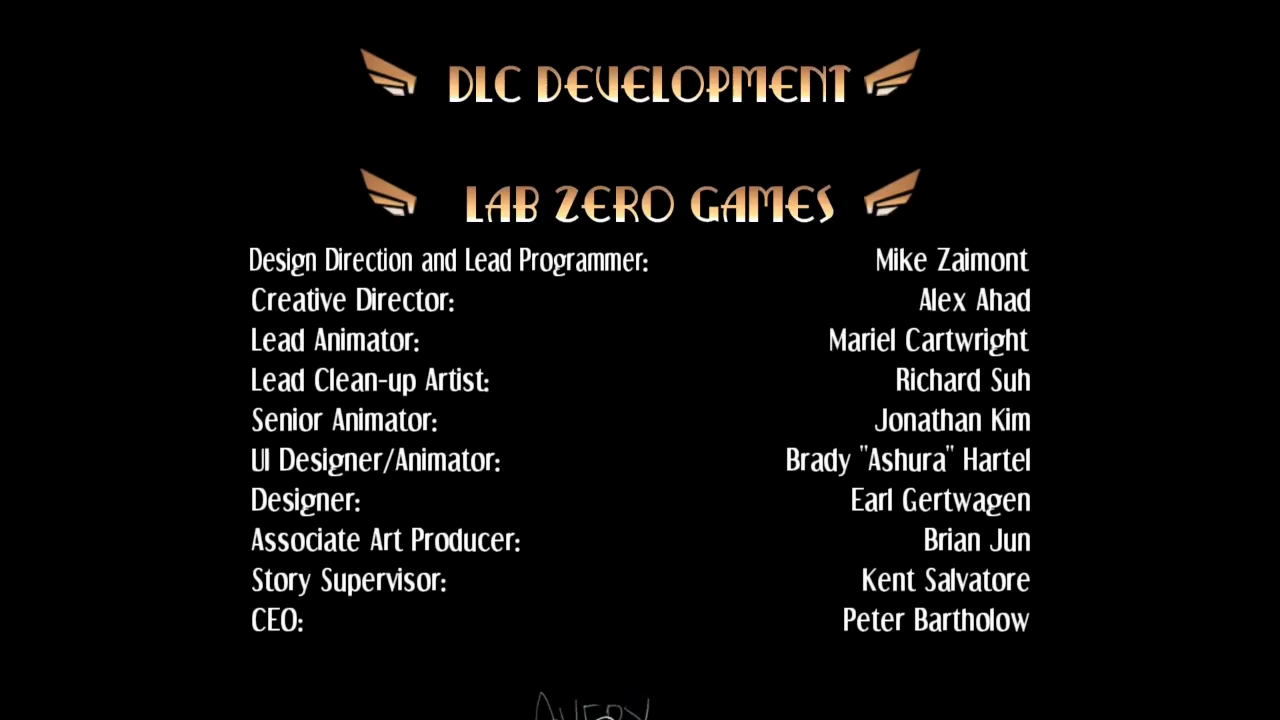 DLC DEVELOPMENT
LAB ZERO GAMES
Design Direction and Lead Programmer: Mike Zaimont
Creative Director: Alex Ahad
Lead Animator: Mariel Cartwright
Lead Clean-up Artist: Richard Suh
Senior Animator: Jonathan Kim
UI Designer/Animator: Brady "Ashura" Hartel
Designer: Earl Gertwagen
Associate Art Producer: Brian Jun
Story Supervisor: Kent Salvatore
CEO: Peter Bartholow
AVERY